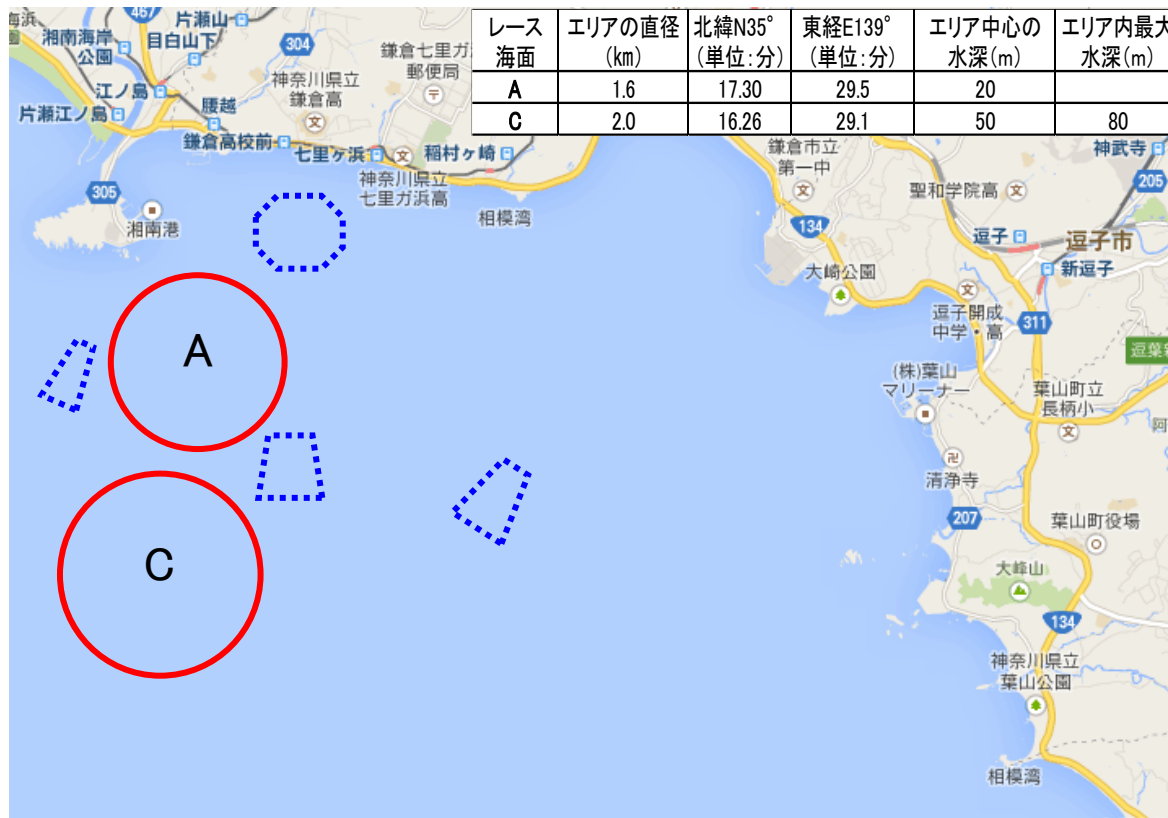 レース
海面
エリアの直径
(km)
北緯N35°
(単位:分)
東経E139°
(単位:分)
エリア中心の
水深(m)
エリア内最大
水深(m)
A 1.6 17.30 29.5 20
C 2.0 16.26 29.1 50 80
467
片瀬山
湘南海岸
公園
目白山下
304
鎌倉七里ガ
郵便局
神奈川県立
鎌倉高
江ノ島
片瀬江ノ島
腰越
鎌倉高校前
七里ヶ浜
稲村ヶ崎
神奈川県立
七里ガ浜高
305
湘南港
相模湾
鎌倉市立
第一中
神武寺
205
聖和学院高
134
逗子
逗子市
新逗子
大崎公園
逗子開成
中学・高
311
逗葉新
A
(株)葉山
マリーナー
葉山町立
長柄小
阿
清浄寺
207
葉山町役場
C
大峰山
134
神奈川県立
葉山公園
相模湾